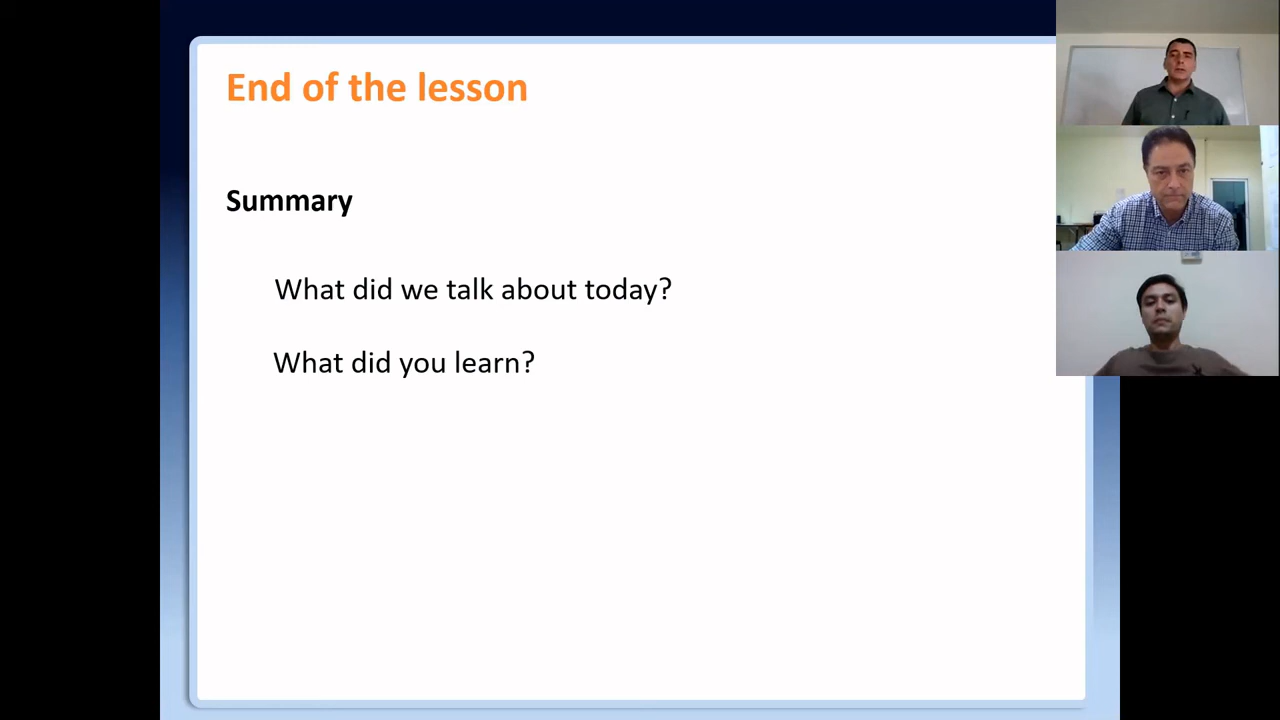 End of the lesson
Summary
What did we talk about today?
What did you learn?